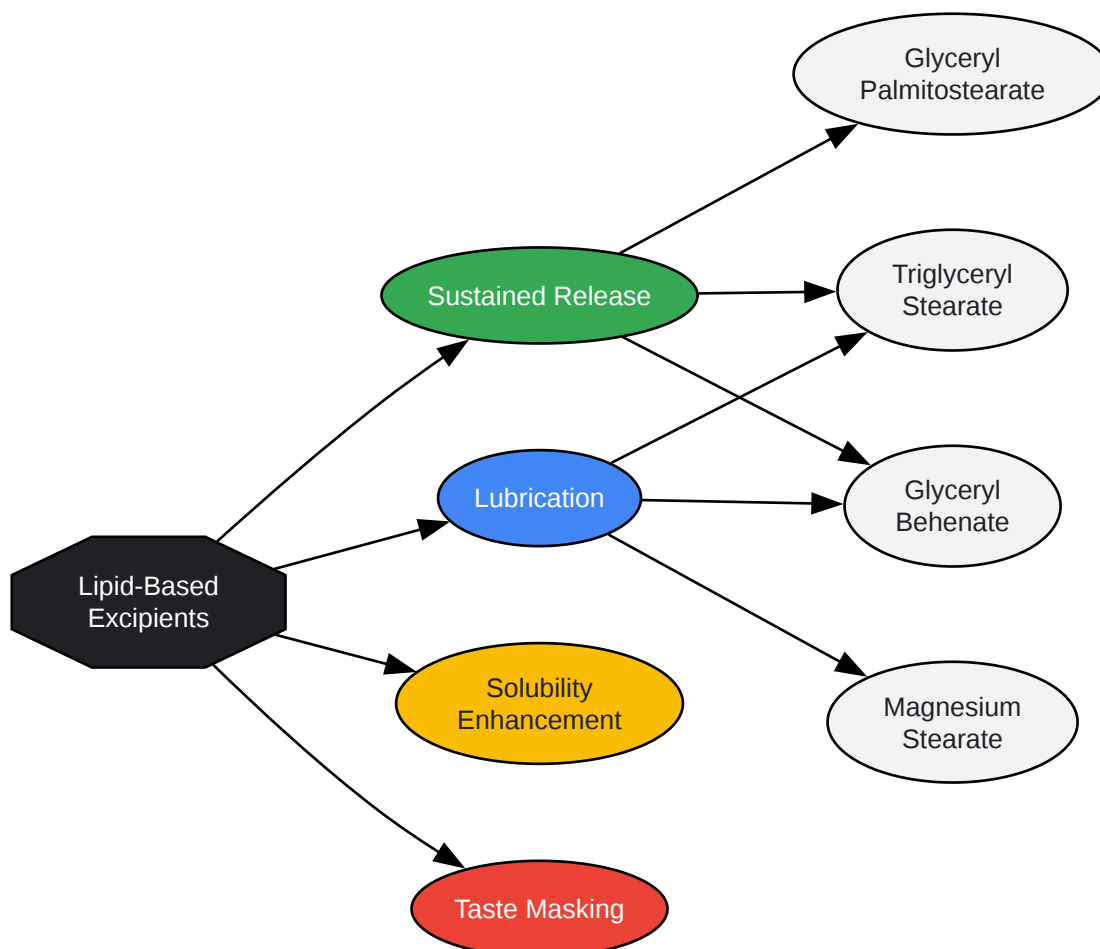 Glyceryl
Palmitostearate
Sustained Release
Triglyceryl
Stearate
Lubrication
Glyceryl
Behenate
Lipid-Based
Excipients
Solubility
Enhancement
Magnesium
Stearate
Taste Masking